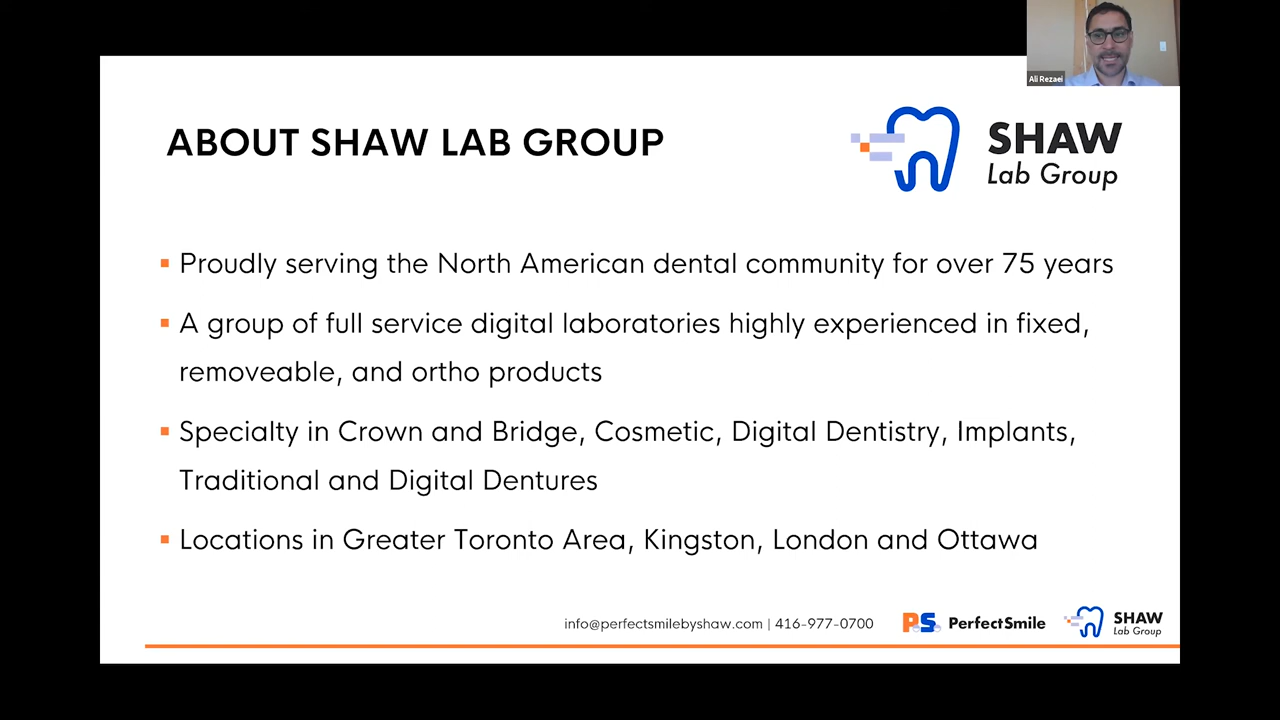 Ali Rezaei
ABOUT SHAW LAB GROUP
SHAW
Lab Group
▪ Proudly serving the North American dental community for over 75 years
▪ A group of full service digital laboratories highly experienced in fixed,
removeable, and ortho products
▪ Specialty in Crown and Bridge, Cosmetic, Digital Dentistry, Implants,
Traditional and Digital Dentures
▪ Locations in Greater Toronto Area, Kingston, London and Ottawa
info@perfectsmilebyshaw.com | 416-977-0700
PS PerfectSmile
SHAW
Lab Group